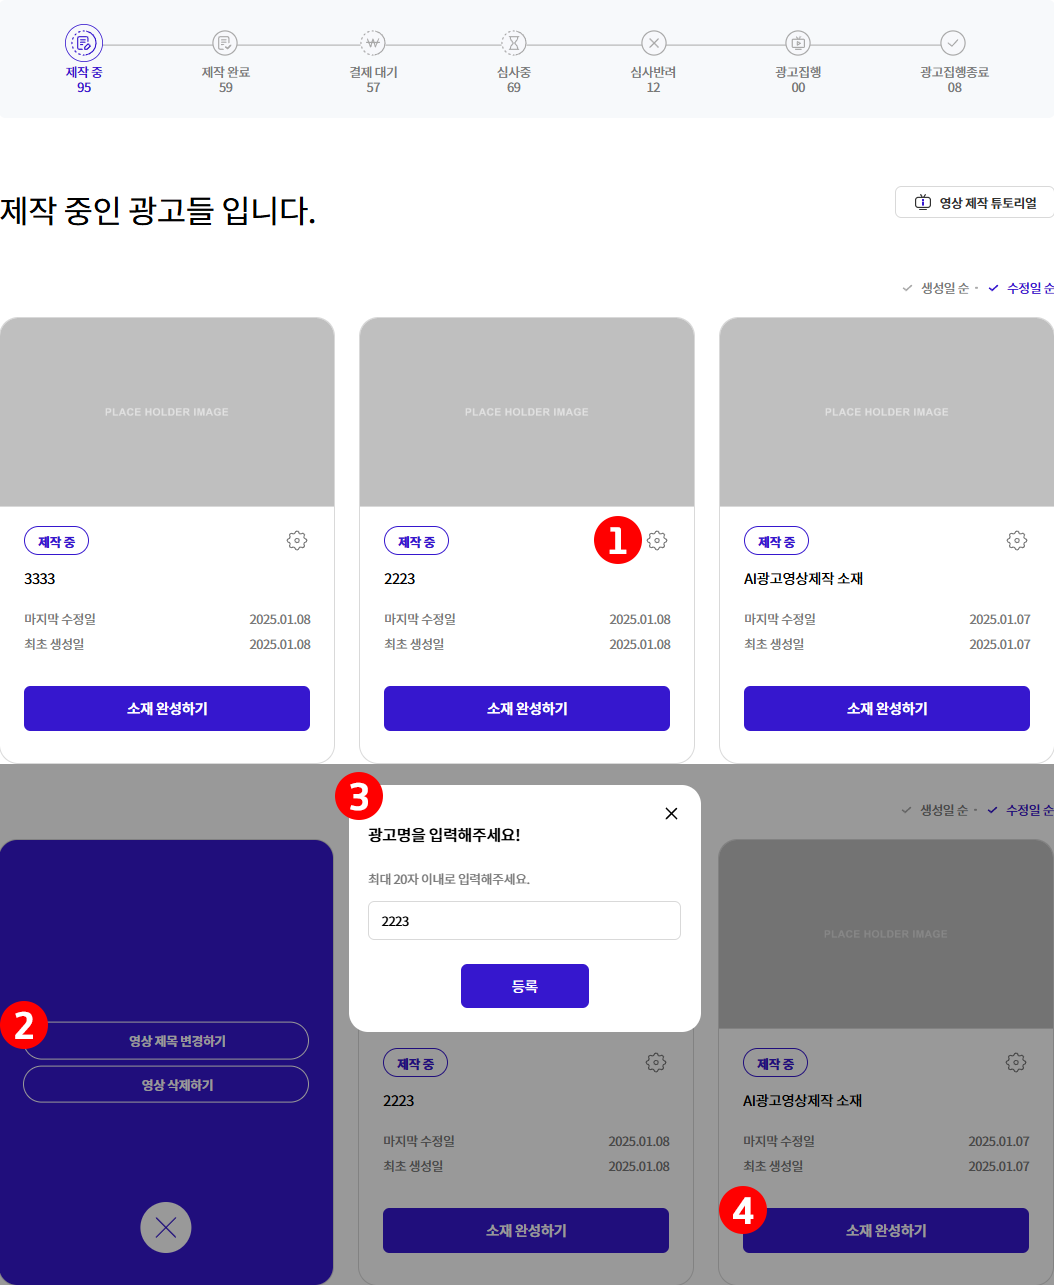 제작 중 제작 완료 결제 대기 심사중 심사반려 광고집행 광고집행종료
95 59 57 69 12 00 08
제작 중인 광고들 입니다.
영상 제작 튜토리얼
생성일 순 - 수정일 순
PLACE HOLDER IMAGE PLACE HOLDER IMAGE PLACE HOLDER IMAGE
제작 중 제작 중 1 제작 중
3333 2223 AI광고영상제작 소재
마지막 수정일 2025.01.08 마지막 수정일 2025.01.08 마지막 수정일 2025.01.07
최초 생성일 2025.01.08 최초 생성일 2025.01.08 최초 생성일 2025.01.07
소재 완성하기 소재 완성하기 소재 완성하기
3
생성일 순 - 수정일 순
광고명을 입력해주세요!
최대 20자 이내로 입력해주세요.
2223
등록
PLACE HOLDER IMAGE
2
영상 제목 변경하기
영상 삭제하기
제작 중 제작 중
2223 AI광고영상제작 소재
마지막 수정일 2025.01.08 마지막 수정일 2025.01.07
최초 생성일 2025.01.08 최초 생성일 2025.01.07
4
소재 완성하기 소재 완성하기